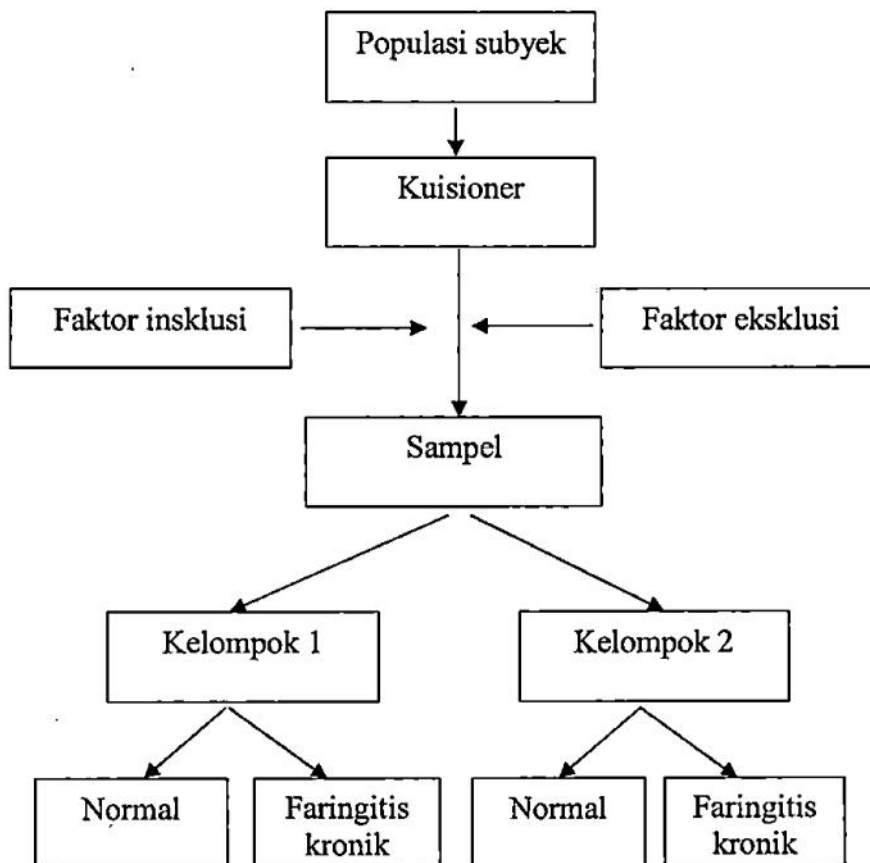 Populasi subyek
Kuisioner
Faktor insklusi
Faktor eksklusi
Sampel
Kelompok 1
Kelompok 2
Normal
Faringitis
kronik
Normal
Faringitis
kronik